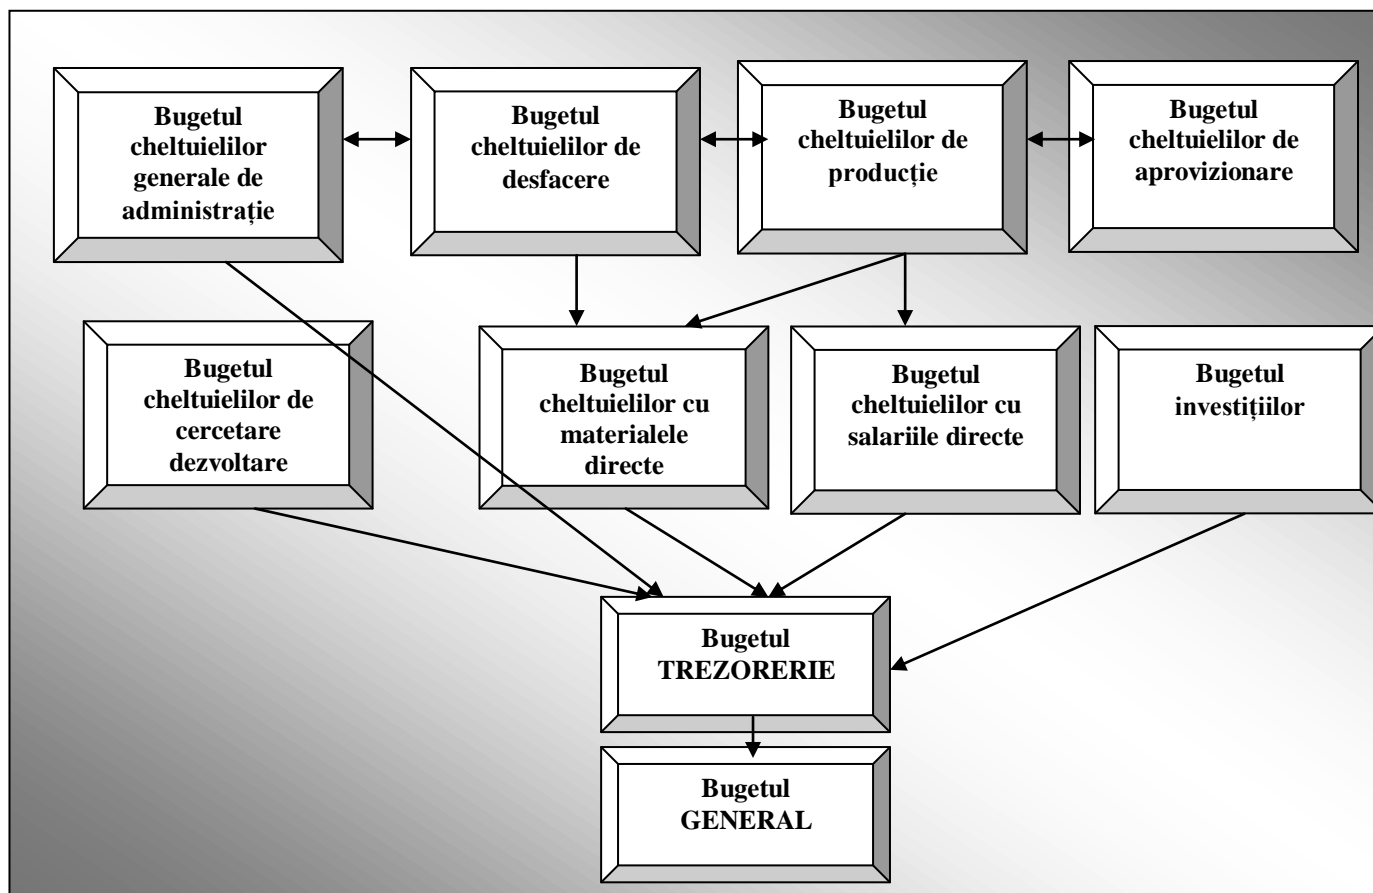 Bugetul
cheltuielilor
generale de
administrație
Bugetul
cheltuielilor de
desfacere
Bugetul
cheltuielilor de
producție
Bugetul
cheltuielilor de
aprovizionare
Bugetul
cheltuielilor de
cercetare
dezvoltare
Bugetul
cheltuielilor cu
materialele
directe
Bugetul
cheltuielilor cu
salariile directe
Bugetul
investițiilor
Bugetul
TREZORERIE
Bugetul
GENERAL